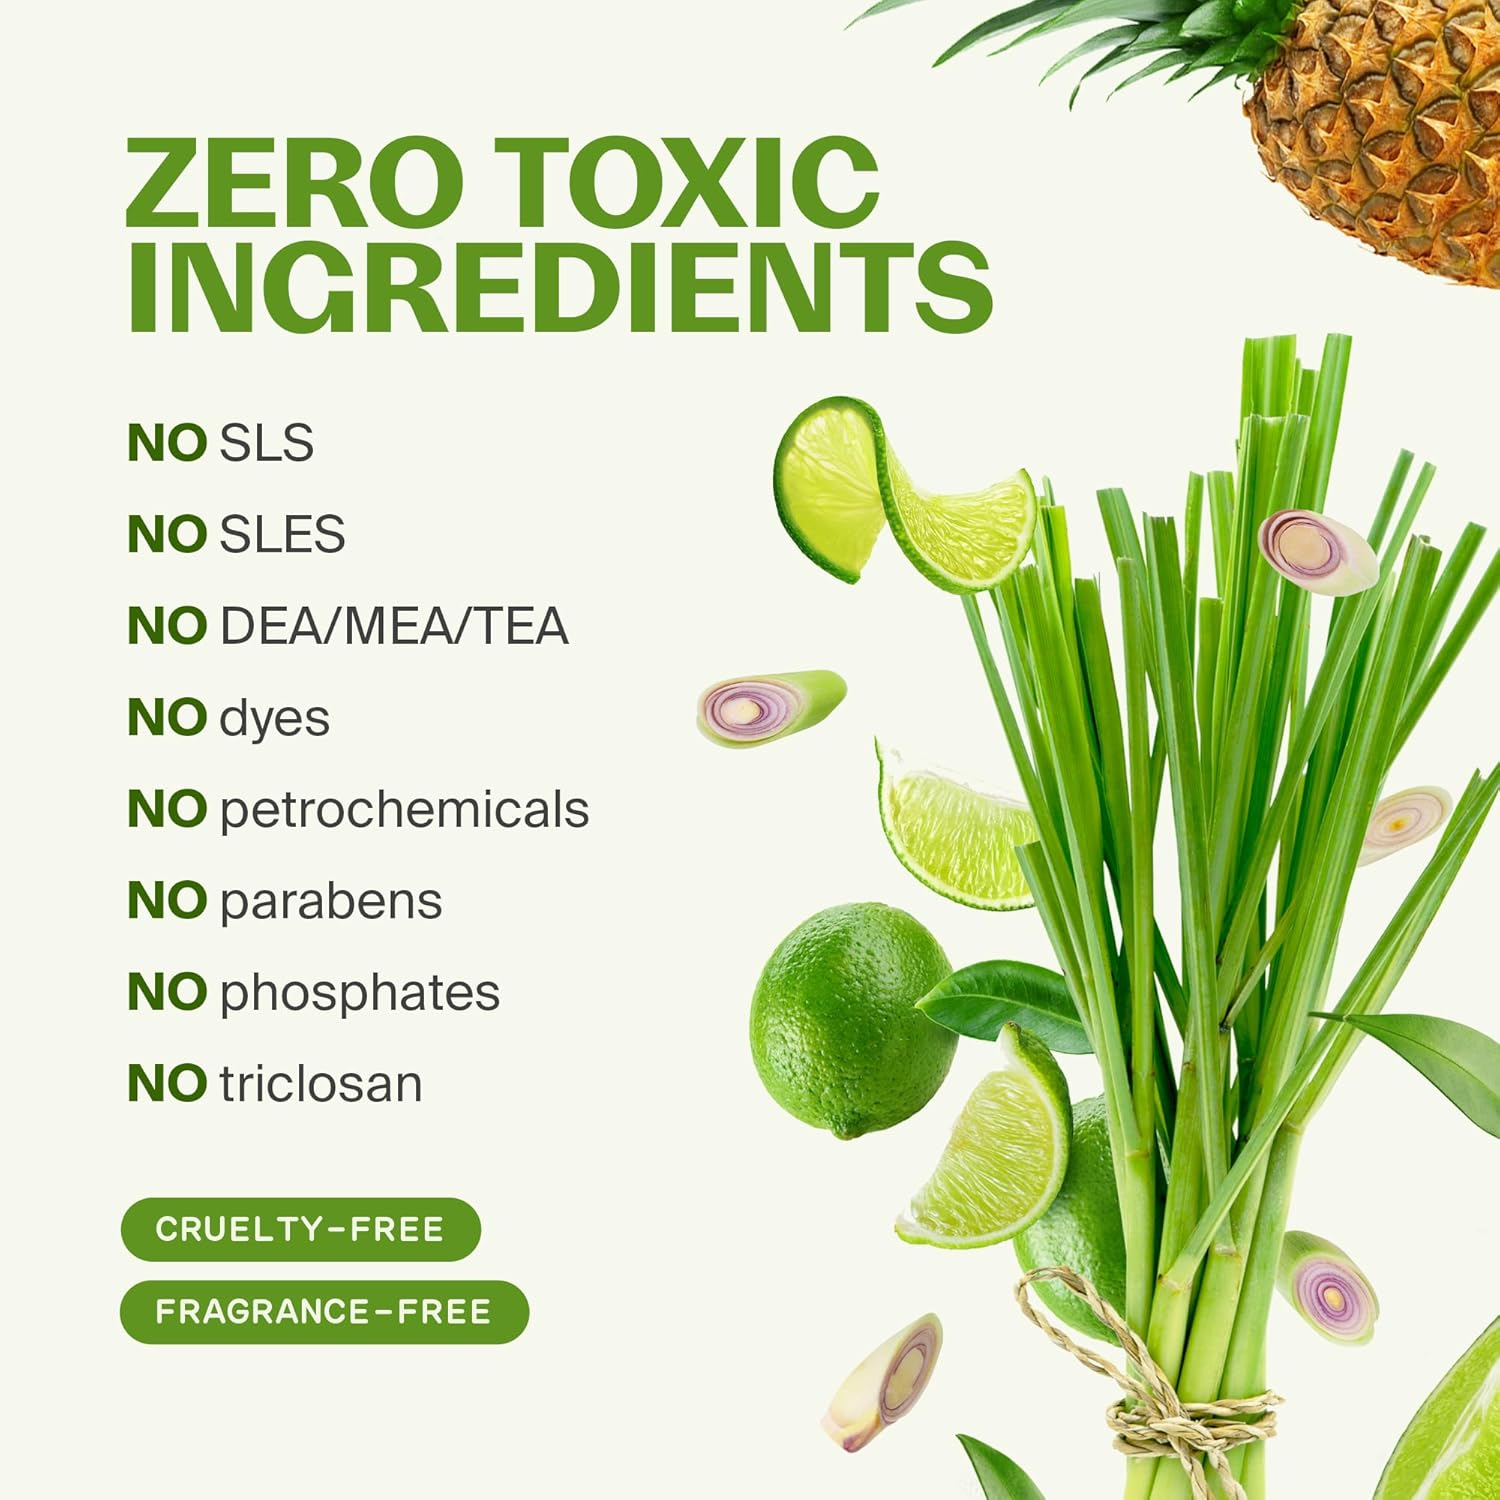 ZERO TOXIC
INGREDIENTS
NO SLS
NO SLES
NO DEA/MEA/TEA
NO dyes
NO petrochemicals
NO parabens
NO phosphates
NO triclosan
CRUELTY-FREE
FRAGRANCE-FREE